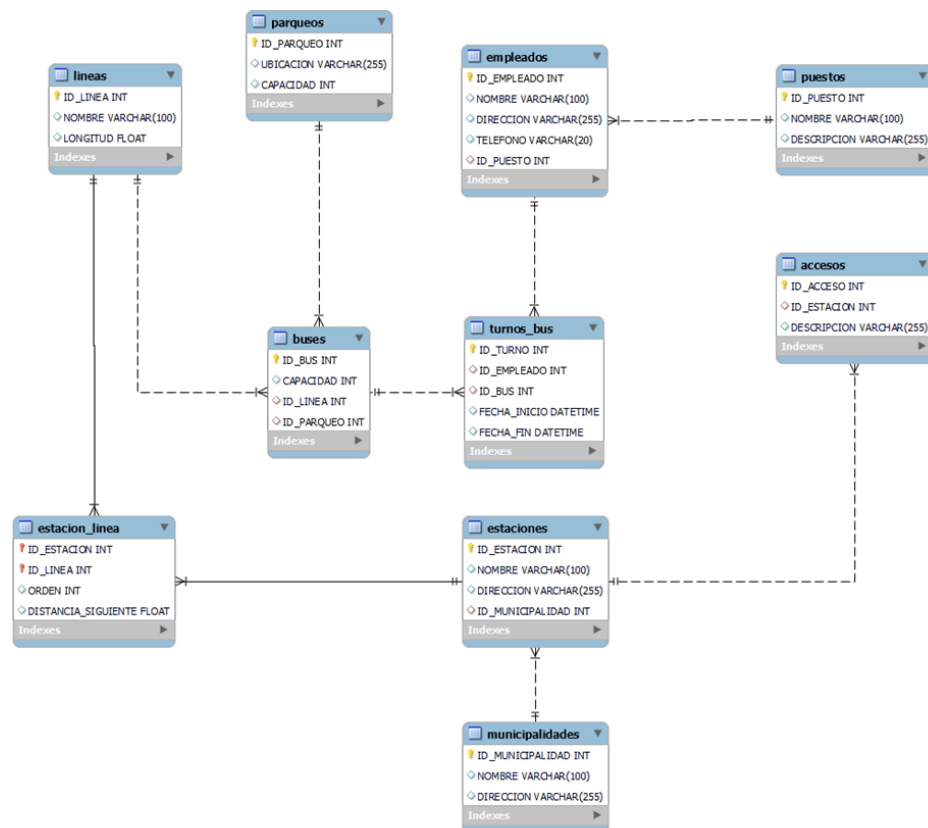 parqueos
ID_PARQUEO INT
UBICACION VARCHAR(255)
CAPACIDAD INT
Indexes
lineas
ID_LINEA INT
NOMBRE VARCHAR(100)
LONGITUD FLOAT
Indexes
empleados
ID_EMPLEADO INT
NOMBRE VARCHAR(100)
DIRECCION VARCHAR(255)
TELEFONO VARCHAR(20)
ID_PUESTO INT
Indexes
puestos
ID_PUESTO INT
NOMBRE VARCHAR(100)
DESCRIPCION VARCHAR(255)
Indexes
accesos
ID_ACCESO INT
ID_ESTACION INT
DESCRIPCION VARCHAR(255)
Indexes
buses
ID_BUS INT
CAPACIDAD INT
ID_LINEA INT
ID_PARQUEO INT
Indexes
turnos_bus
ID_TURNO INT
ID_EMPLEADO INT
ID_BUS INT
FECHA_INICIO DATETIME
FECHA_FIN DATETIME
Indexes
estacion_linea
ID_ESTACION INT
ID_LINEA INT
ORDEN INT
DISTANCIA_SIGUIENTE FLOAT
Indexes
estaciones
ID_ESTACION INT
NOMBRE VARCHAR(100)
DIRECCION VARCHAR(255)
ID_MUNICIPALIDAD INT
Indexes
municipalidades
ID_MUNICIPALIDAD INT
NOMBRE VARCHAR(100)
DIRECCION VARCHAR(255)
Indexes